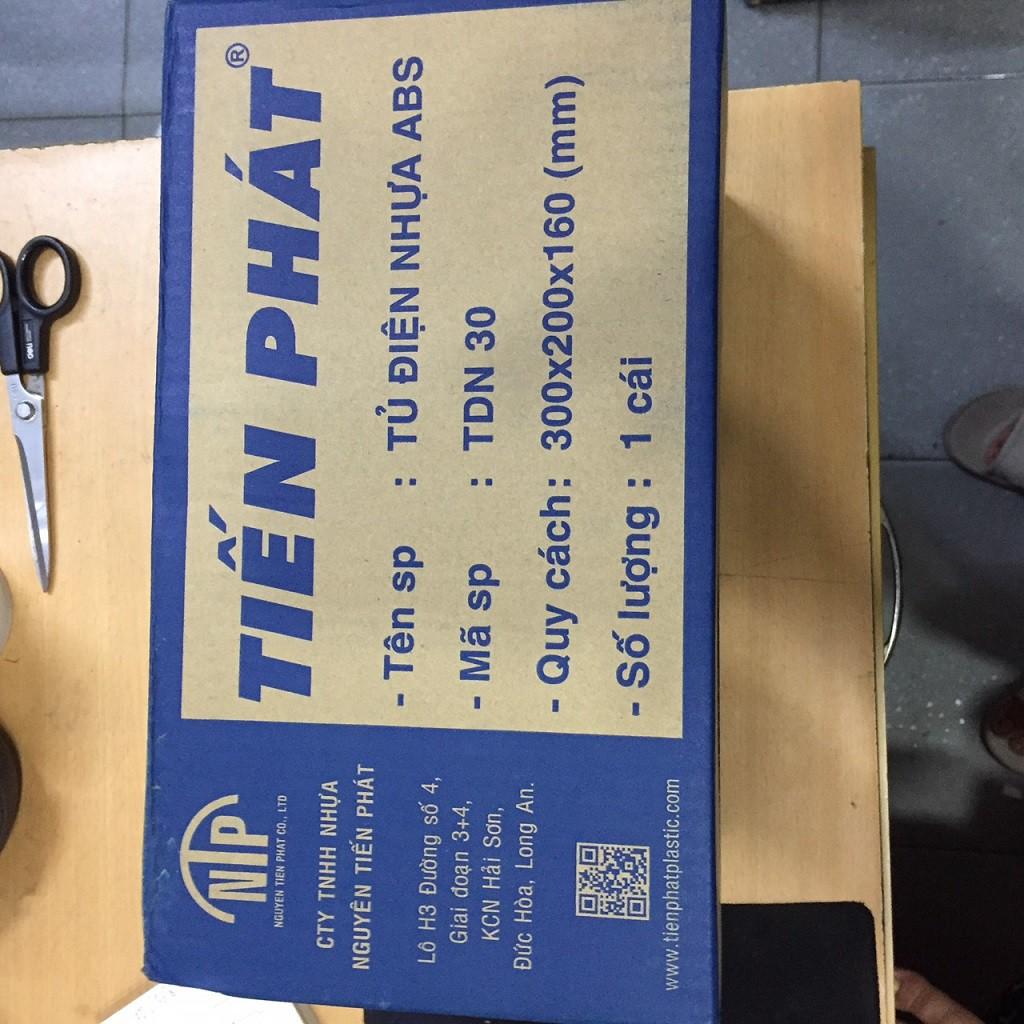 NTP
NGUYEN TIEN PHAT CO., LTD
CTY TNHH NHỰA
NGUYÊN TIẾN PHÁT
Lô H3 Đường số 4,
Giai đoạn 3+4,
KCN Hải Sơn,
Đức Hòa, Long An.
www.tienphatplastic.com
TIẾN PHÁT®
- Tên sp : TỦ ĐIỆN NHỰA ABS
- Mã sp : TDN 30
- Quy cách: 300x200x160 (mm)
- Số lượng : 1 cái
deli